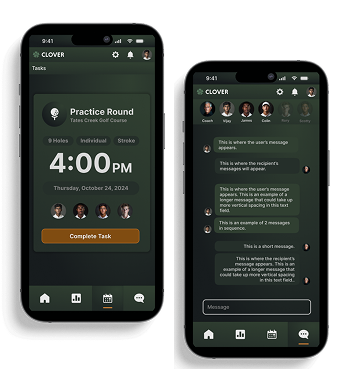 9:41
CLOVER
Tasks
Practice Round
Tates Creek Golf Course
9 Holes
Individual
Stroke
4:00PM
Thursday, October 24, 2024
Complete Task
9:41
CLOVER
Coach
Vijay
James
Colin
This is where the user's message
appears.
This is where the recipient's
messages will appear.
This is where the user's message
appears. This is an example of a
longer message that could take up
more vertical spacing in this text
field.
This is an example of 2 messages
in sequence.
This is a short message.
This is where the recipient's
message appears. This is an
example of a longer message that
could take up more vertical spacing
in this text field..
Message